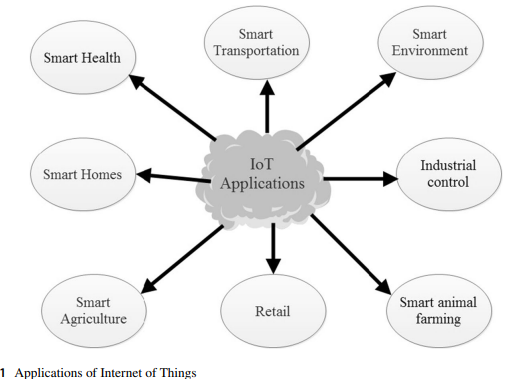 Smart Health
Smart
Transportation
Smart
Environment
Smart Homes
IoT
Applications
Industrial
control
Smart
Agriculture
Retail
Smart animal
farming
1 Applications of Internet of Things